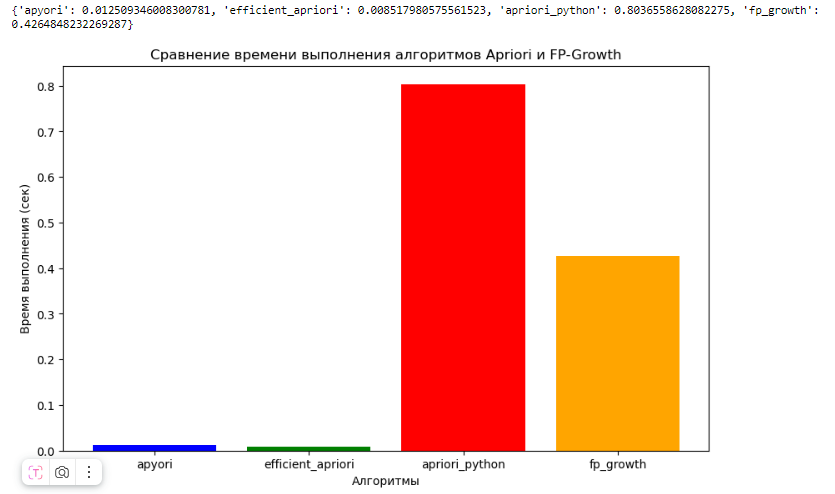 {'apyori': 0.012509346008300781, 'efficient_apriori': 0.008517980575561523, 'apriori_python': 0.8036558628082275, 'fp_growth':
0.4264848232269287}
Сравнение времени выполнения алгоритмов Apriori и FP-Growth
Время выполнения (сек)
0.8
0.7
0.6
0.5
0.4
0.3
0.2
0.1
0.0
apyori efficient_apriori apriori_python fp_growth
Алгоритмы